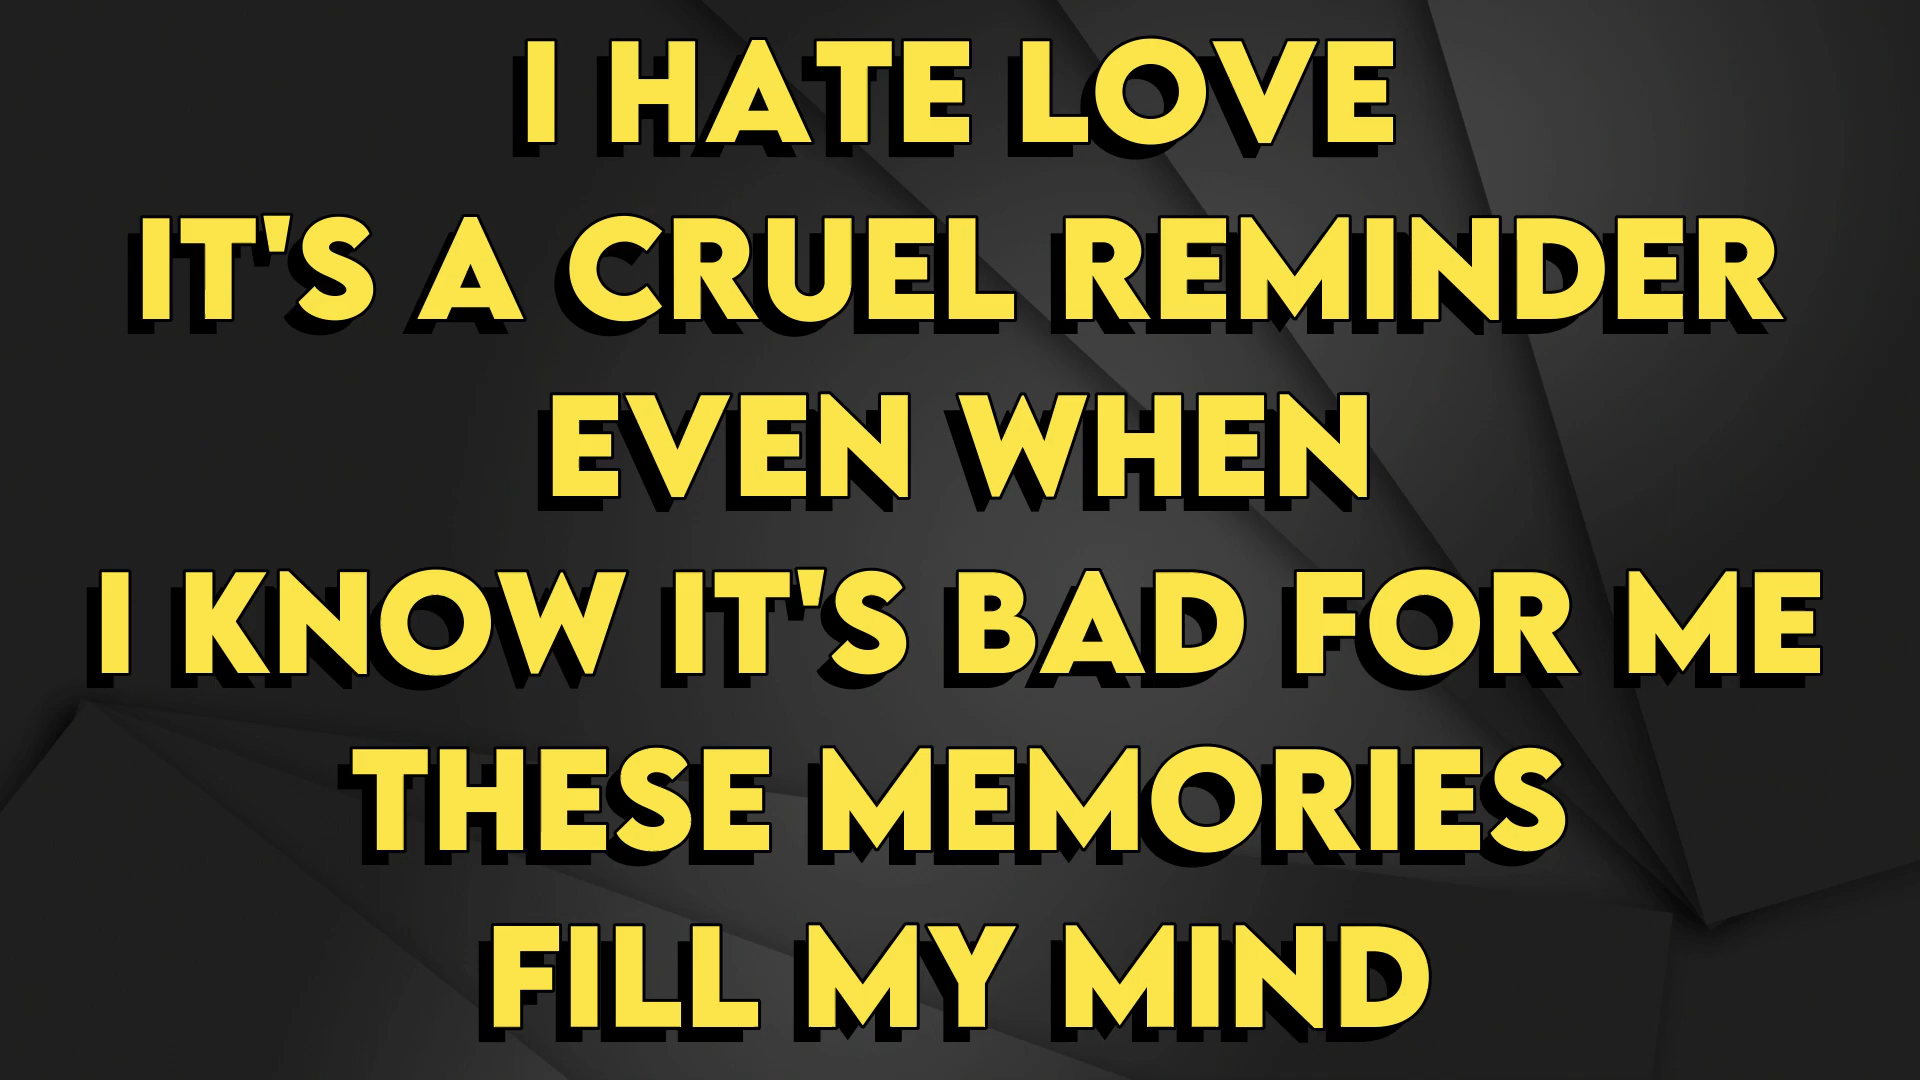 I HATE LOVE
IT'S A CRUEL REMINDER
EVEN WHEN
I KNOW IT'S BAD FOR ME
THESE MEMORIES
FILL MY MIND